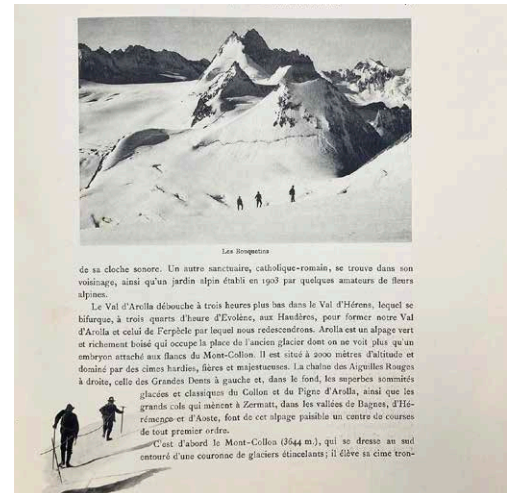 Les Bouquetins
de sa cloche sonore. Un autre sanctuaire, catholique-romain, se trouve dans son
voisinage, ainsi qu'un jardin alpin établi en 1903 par quelques amateurs de fleurs
alpines.
Le Val d'Arolla débouche à trois heures plus bas dans le Val d'Hérens, lequel se
bifurque, à trois quarts d'heure d'Evolène, aux Haudères, pour former notre Val
d'Arolla et celui de Ferpècle par lequel nous redescendrons. Arolla est un alpage vert
et richement boisé qui occupe la place de l'ancien glacier dont on ne voit plus qu'un
embryon attaché aux flancs du Mont-Collon. Il est situé à 2000 mètres d'altitude et
dominé par des cimes hardies, fières et majestueuses. La chaîne des Aiguilles Rouges
à droite, celle des Grandes Dents à gauche et, dans le fond, les superbes sommités
glacées et classiques du Collon et du Pigne d'Arolla, ainsi que les
grands cols qui mènent à Zermatt, dans les vallées de Bagnes, d'Hé-
rémence et d'Aoste, font de cet alpage paisible un centre de courses
de tout premier ordre.
C'est d'abord le Mont-Collon (3644 m.), qui se dresse au sud
entouré d'une couronne de glaciers étincelants; il élève sa cime tron-